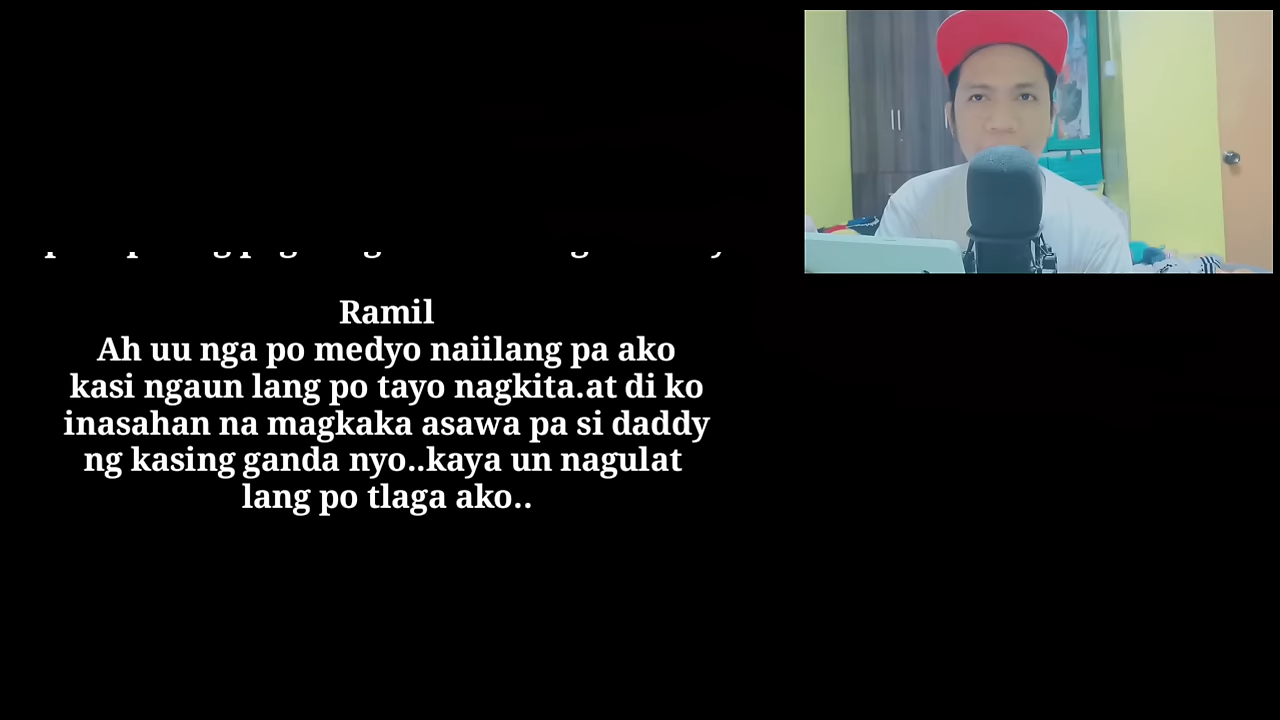 Ramil
Ah uu nga po medyo naiilang pa ako
kasi ngaun lang po tayo nagkita.at di ko
inasahan na magkaka asawa pa si daddy
ng kasing ganda nyo..kaya un nagulat
lang po tlaga ako..